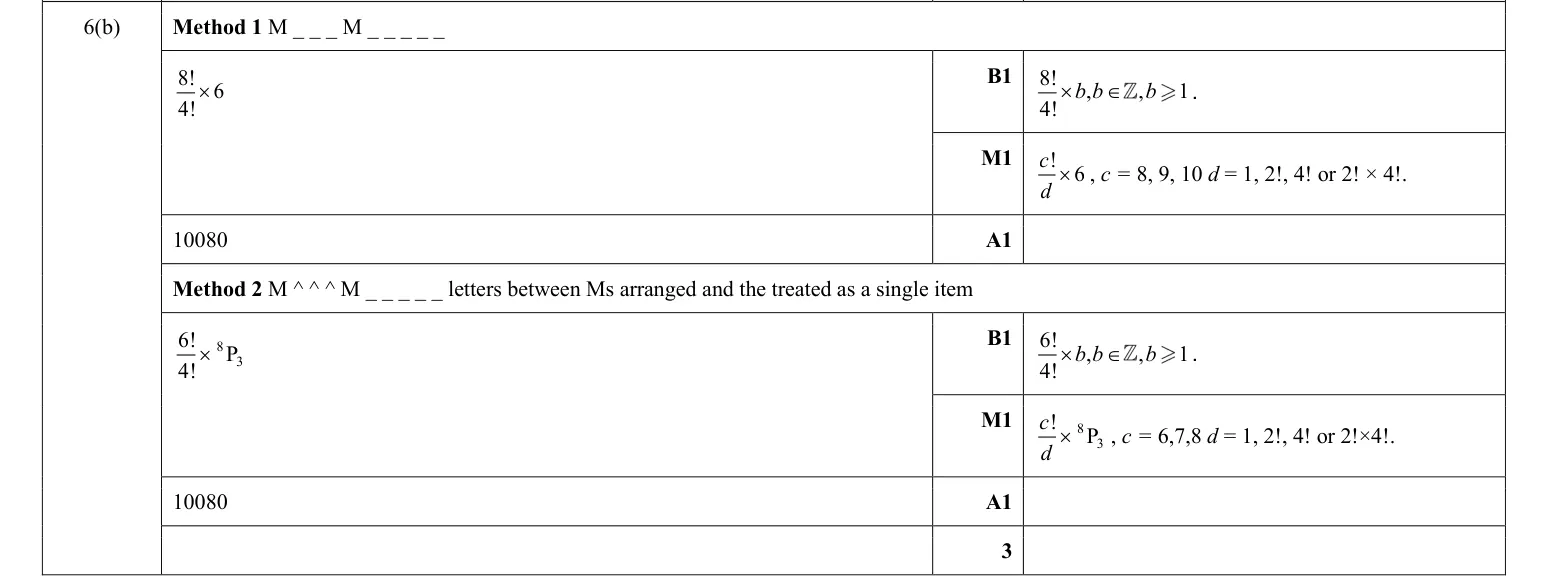 6(b)
Method 1 M _ _ _ M _ _ _ _ _
8!/4! × 6
B1
8!/4! × b, b ∈ ℤ, b ⩾ 1 .
M1
c!/d × 6 , c = 8, 9, 10 d = 1, 2!, 4! or 2! × 4!.
10080
A1
Method 2 M ^ ^ ^ M _ _ _ _ _ letters between Ms arranged and the treated as a single item
6!/4! × ⁸P₃
B1
6!/4! × b, b ∈ ℤ, b ⩾ 1 .
M1
c!/d × ⁸P₃ , c = 6,7,8 d = 1, 2!, 4! or 2!×4!.
10080
A1
3